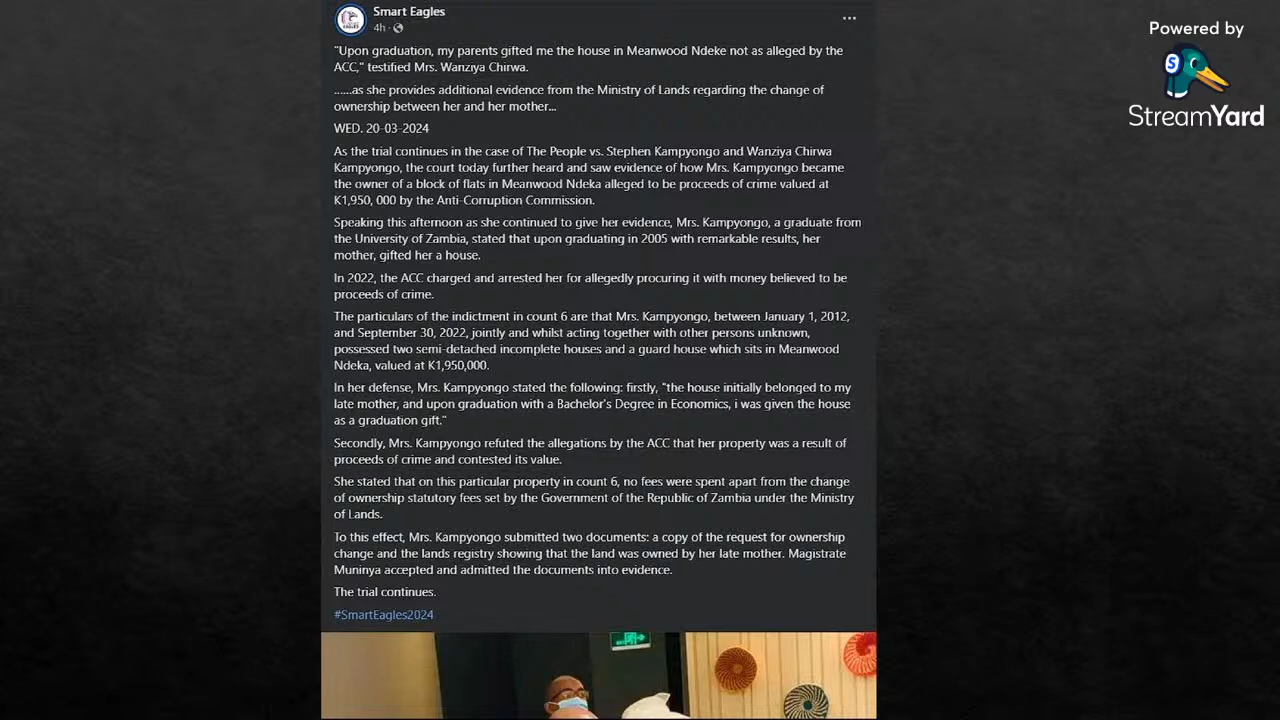 Smart Eagles
4h
Powered by
StreamYard
"Upon graduation, my parents gifted me the house in Meanwood Ndeke not as alleged by the
ACC," testified Mrs. Wanziya Chirwa.
......as she provides additional evidence from the Ministry of Lands regarding the change of
ownership between her and her mother...
WED. 20-03-2024
As the trial continues in the case of The People vs. Stephen Kampyongo and Wanziya Chirwa
Kampyongo, the court today further heard and saw evidence of how Mrs. Kampyongo became
the owner of a block of flats in Meanwood Ndeka alleged to be proceeds of crime valued at
K1,950, 000 by the Anti-Corruption Commission.
Speaking this afternoon as she continued to give her evidence, Mrs. Kampyongo, a graduate from
the University of Zambia, stated that upon graduating in 2005 with remarkable results, her
mother, gifted her a house.
In 2022, the ACC charged and arrested her for allegedly procuring it with money believed to be
proceeds of crime.
The particulars of the indictment in count 6 are that Mrs. Kampyongo, between January 1, 2012,
and September 30, 2022, jointly and whilst acting together with other persons unknown,
possessed two semi-detached incomplete houses and a guard house which sits in Meanwood
Ndeka, valued at K1,950,000.
In her defense, Mrs. Kampyongo stated the following: firstly, "the house initially belonged to my
late mother, and upon graduation with a Bachelor's Degree in Economics, i was given the house
as a graduation gift."
Secondly, Mrs. Kampyongo refuted the allegations by the ACC that her property was a result of
proceeds of crime and contested its value.
She stated that on this particular property in count 6, no fees were spent apart from the change
of ownership statutory fees set by the Government of the Republic of Zambia under the Ministry
of Lands.
To this effect, Mrs. Kampyongo submitted two documents: a copy of the request for ownership
change and the lands registry showing that the land was owned by her late mother. Magistrate
Muninya accepted and admitted the documents into evidence.
The trial continues.
#SmartEagles2024